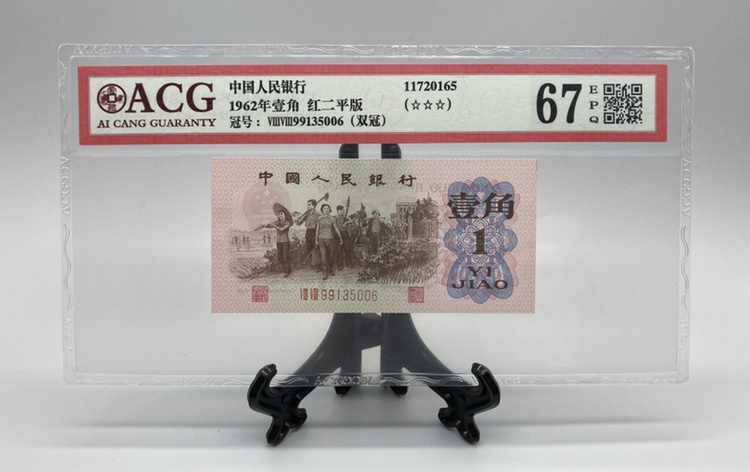 ACG
AI CANG GUARANTY
中国人民银行
1962年壹角 红二平版
冠号：ⅧⅧ99135006（双冠）
11720165
(☆☆☆)
67
E
P
Q
中國人民銀行
壹角
1
YI
JIAO
ⅧⅧ 99135006